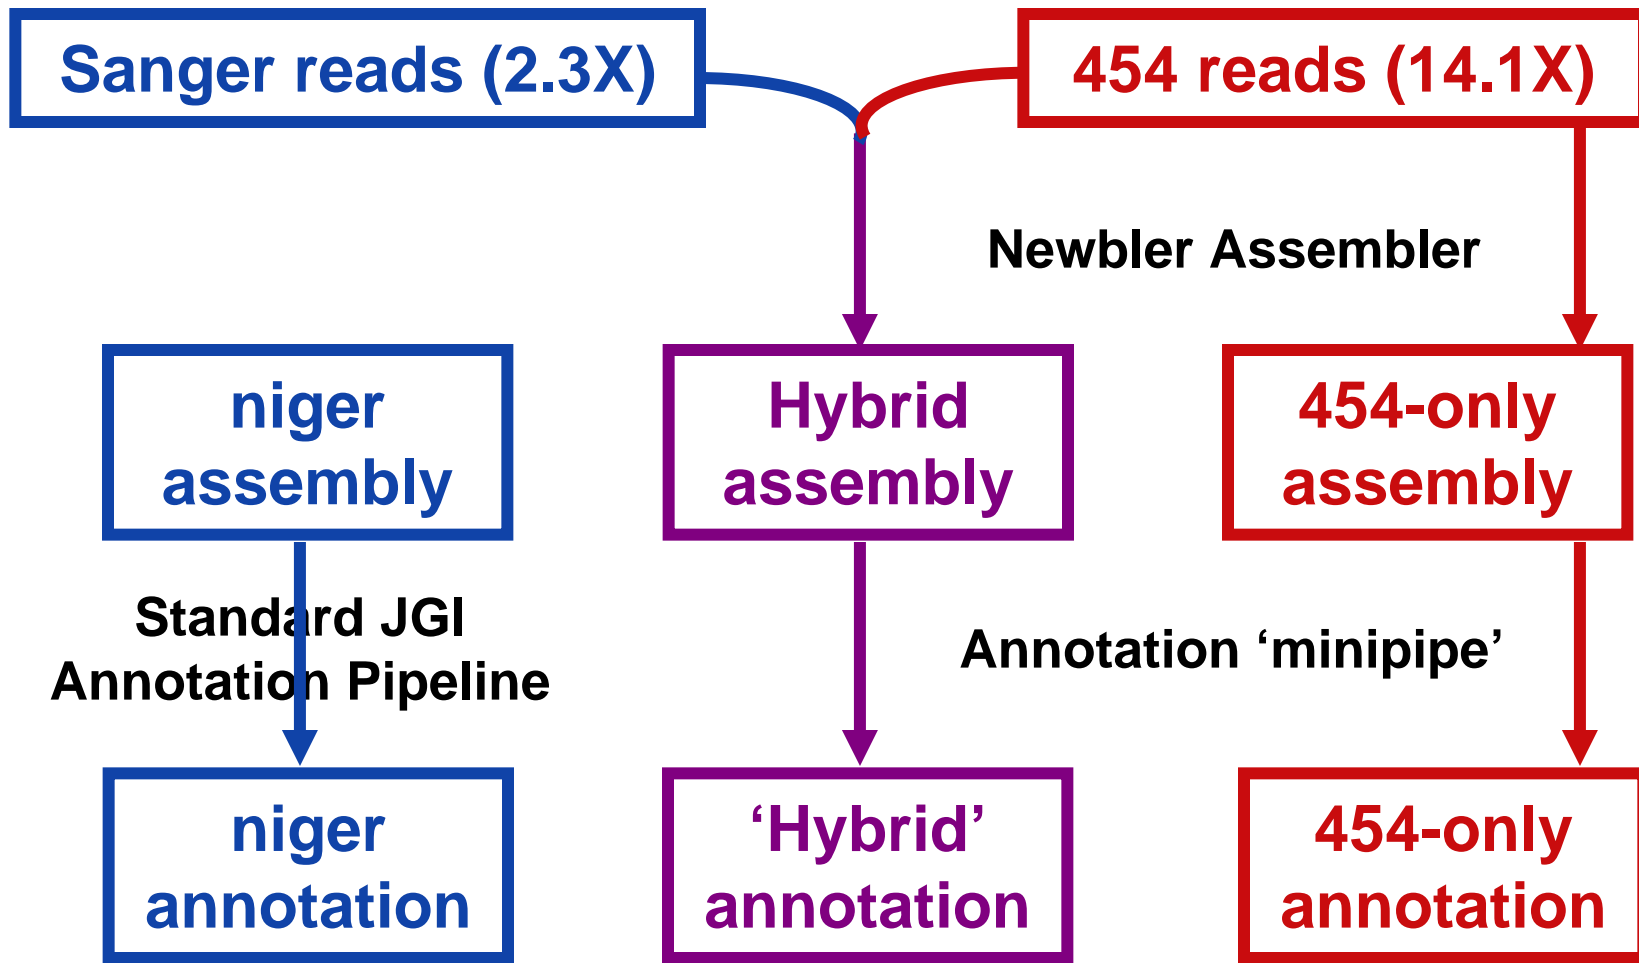 Sanger reads (2.3X)
454 reads (14.1X)
Newbler Assembler
niger
assembly
Hybrid
assembly
454-only
assembly
Standard JGI
Annotation Pipeline
Annotation ‘minipipe’
niger
annotation
‘Hybrid’
annotation
454-only
annotation